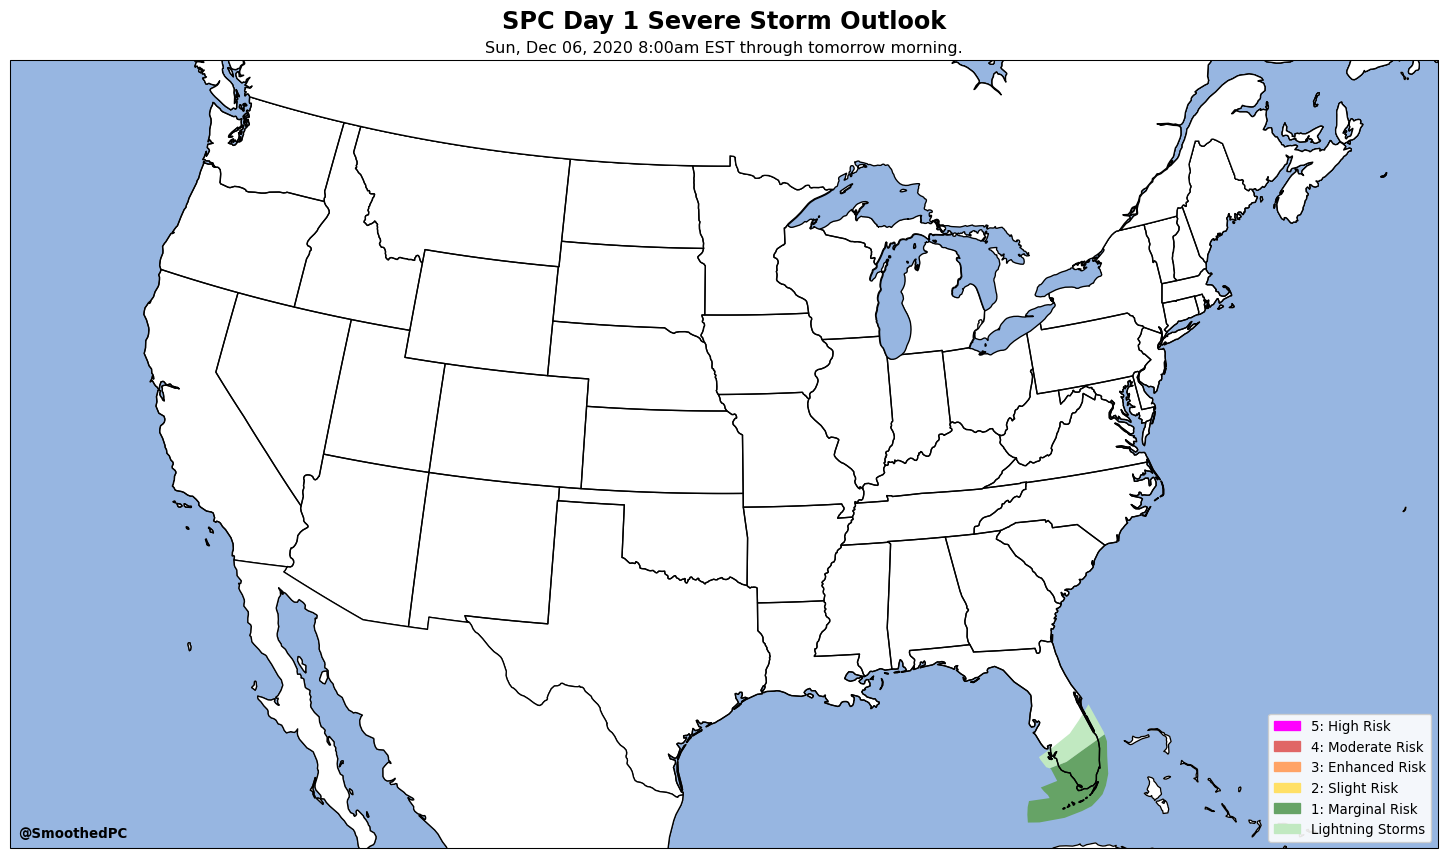 SPC Day 1 Severe Storm Outlook
Sun, Dec 06, 2020 8:00am EST through tomorrow morning.
5: High Risk
4: Moderate Risk
3: Enhanced Risk
2: Slight Risk
1: Marginal Risk
Lightning Storms
@SmoothedPC